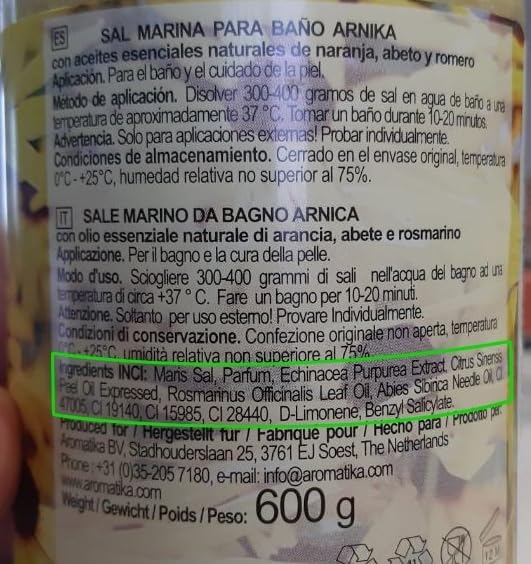 ES SAL MARINA PARA BAÑO ARNIKA
con aceites esenciales naturales de naranja, abeto y romero
Aplicación. Para el baño y el cuidado de la piel.
Método de aplicación. Disolver 300-400 gramos de sal en agua de baño a una
temperatura de aproximadamente 37 °C. Tomar un baño durante 10-20 minutos.
Advertencia. Solo para aplicaciones externas! Probar individualmente.
Condiciones de almacenamiento. Cerrado en el envase original, temperatura
0°C-+25°C, humedad relativa no superior al 75%.
IT SALE MARINO DA BAGNO ARNICA
con olio essenziale naturale di arancia, abete e rosmarino
Applicazione. Per il bagno e la cura della pelle.
Modo d'uso. Sciogliere 300-400 grammi di sali nell'acqua del bagno ad una
temperatura di circa +37 ° C. Fare un bagno per 10-20 minuti.
Attenzione. Soltanto per uso esterno! Provare Individualmente.
Condizioni di conservazione. Confezione originale non aperta, temperatura
0°C-+25°C, umidità relativa non superiore al 75%.
Ingredients INCI: Maris Sal, Parfum, Echinacea Purpurea Extract, Citrus Sinensis
Peel Oil Expressed, Rosmarinus Officinalis Leaf Oil, Abies Sibirica Needle Oil, CI
47005, CI 19140, CI 15985, CI 28440, D-Limonene, Benzyl Salicylate.
Produced for / Hergestellt für / Fabriqué pour / Hecho para / Prodotto per:
Aromatika BV, Stadhouderslaan 25, 3761 EJ Soest, The Netherlands
Phone:+31 (0)35-205 7180, e-mail: info@aromatika.com
www.aromatika.com
Weight / Gewicht / Poids / Peso: 600 g
12 M